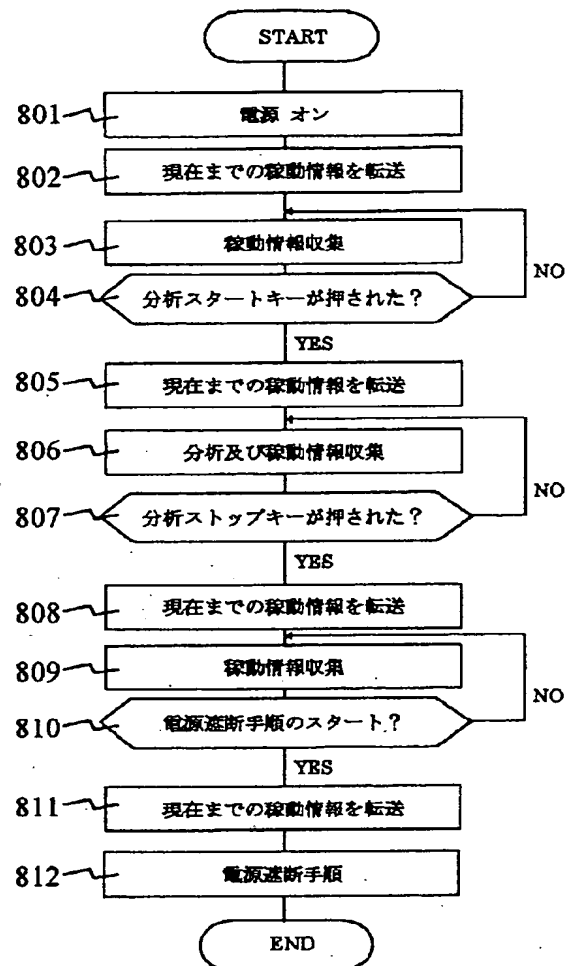 START
801 電源 オン
802 現在までの稼動情報を転送
803 稼動情報収集
NO
804 分析スタートキーが押された？
YES
805 現在までの稼動情報を転送
806 分析及び稼動情報収集
NO
807 分析ストップキーが押された？
YES
808 現在までの稼動情報を転送
809 稼動情報収集
NO
810 電源遮断手順のスタート？
YES
811 現在までの稼動情報を転送
812 電源遮断手順
END